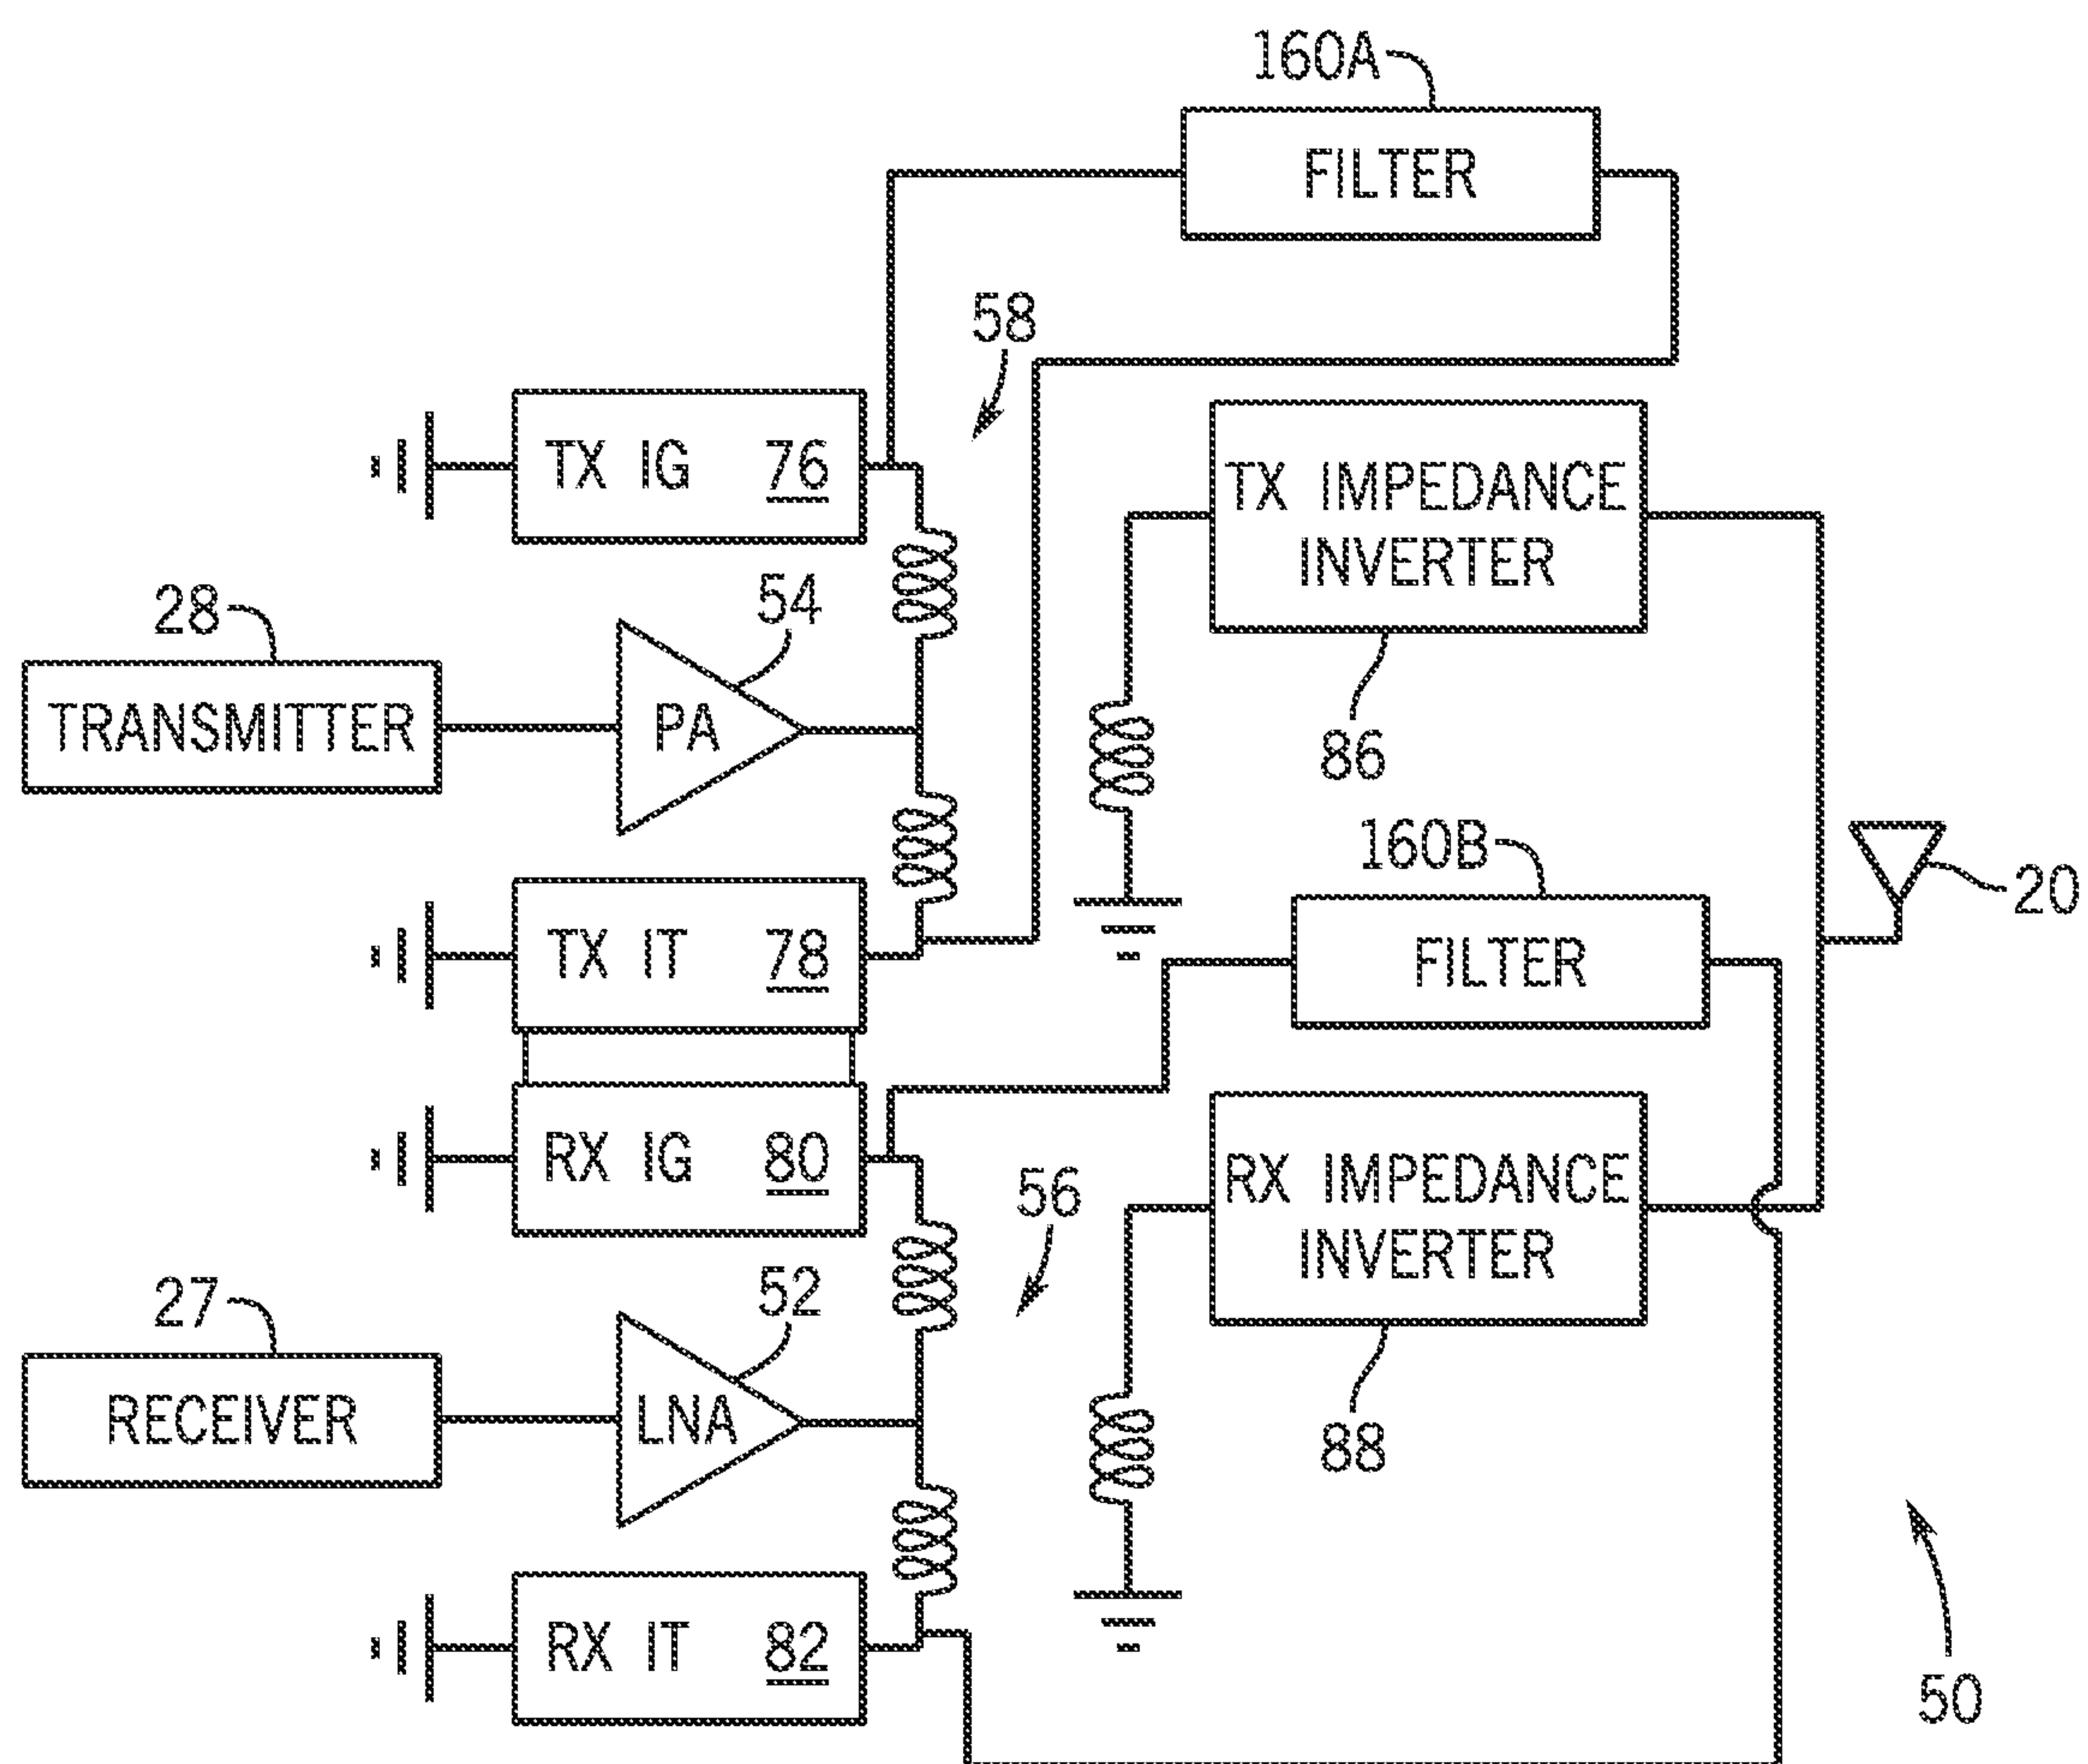 160A
FILTER
58
TX IG 76
TX IMPEDANCE
INVERTER
28
54
TRANSMITTER
PA
86
160B
20
TX IT 78
FILTER
RX IG 80
RX IMPEDANCE
INVERTER
56
27
52
RECEIVER
LNA
88
RX IT 82
50